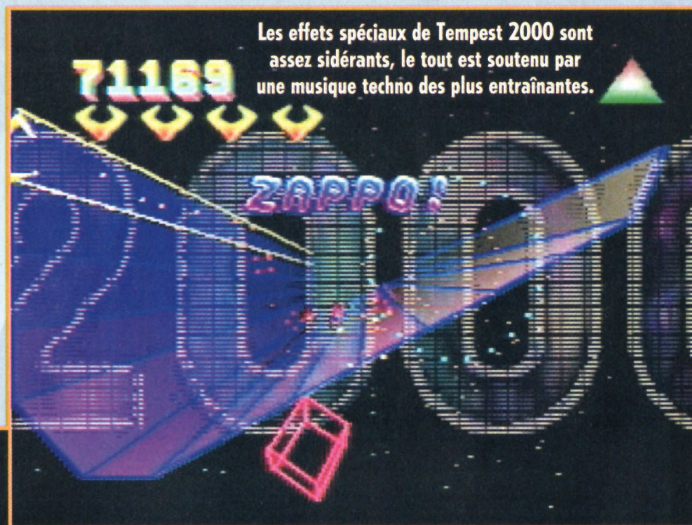 Les effets spéciaux de Tempest 2000 sont
assez sidérants, le tout est soutenu par
une musique techno des plus entraînantes.
71169
ZAPPO!
2000